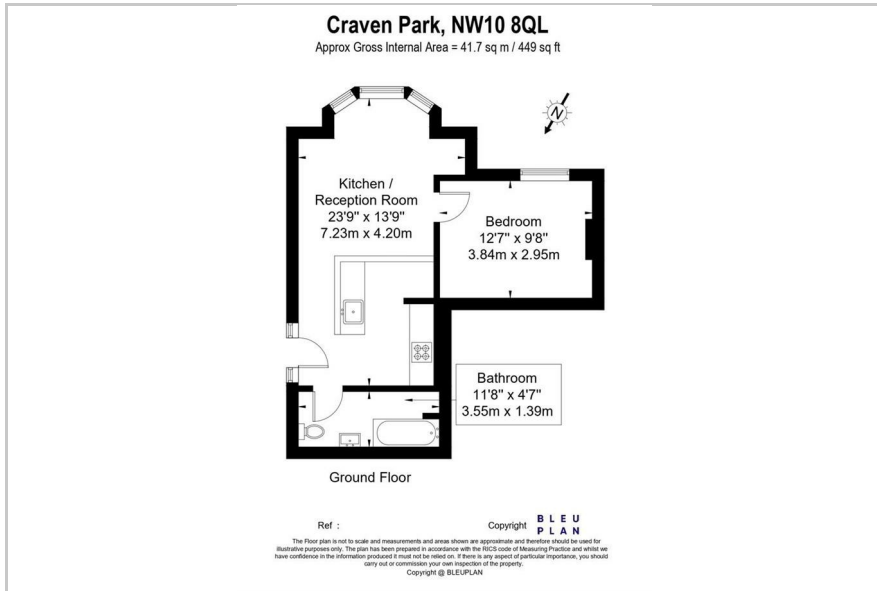 Craven Park, NW10 8QL
Approx Gross Internal Area = 41.7 sq m / 449 sq ft
N
Kitchen /
Reception Room
23'9" x 13'9"
7.23m x 4.20m
Bedroom
12'7" x 9'8"
3.84m x 2.95m
Bathroom
11'8" x 4'7"
3.55m x 1.39m
Ground Floor
Ref :
Copyright
BLEU
PLAN
The Floor plan is not to scale and measurements and areas shown are approximate and therefore should be used for
illustrative purposes only. The plan has been prepared in accordance with the RICS code of Measuring Practice and whilst we
have confidence in the information produced it must not be relied on. If there is any aspect of particular importance, you should
carry out or commission your own inspection of the property.
Copyright @ BLEUPLAN